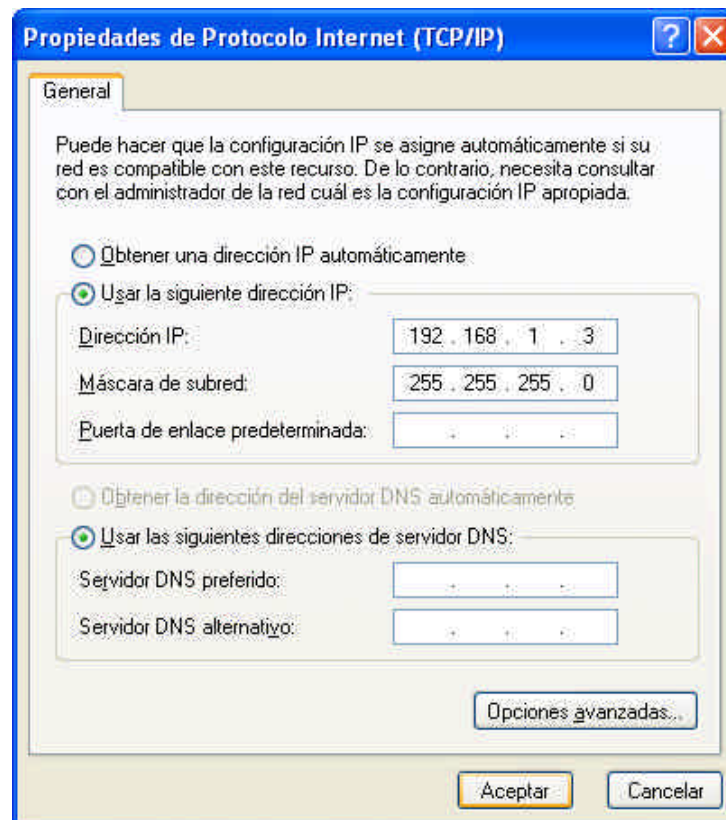 Propiedades de Protocolo Internet (TCP/IP)
General
Puede hacer que la configuración IP se asigne automáticamente si su
red es compatible con este recurso. De lo contrario, necesita consultar
con el administrador de la red cuál es la configuración IP apropiada.
Obtener una dirección IP automáticamente
Usar la siguiente dirección IP:
Dirección IP: 192 . 168 . 1 . 3
Máscara de subred: 255 . 255 . 255 . 0
Puerta de enlace predeterminada: . . .
Obtener la dirección del servidor DNS automáticamente
Usar las siguientes direcciones de servidor DNS:
Servidor DNS preferido: . . .
Servidor DNS alternativo: . . .
Opciones avanzadas...
Aceptar Cancelar